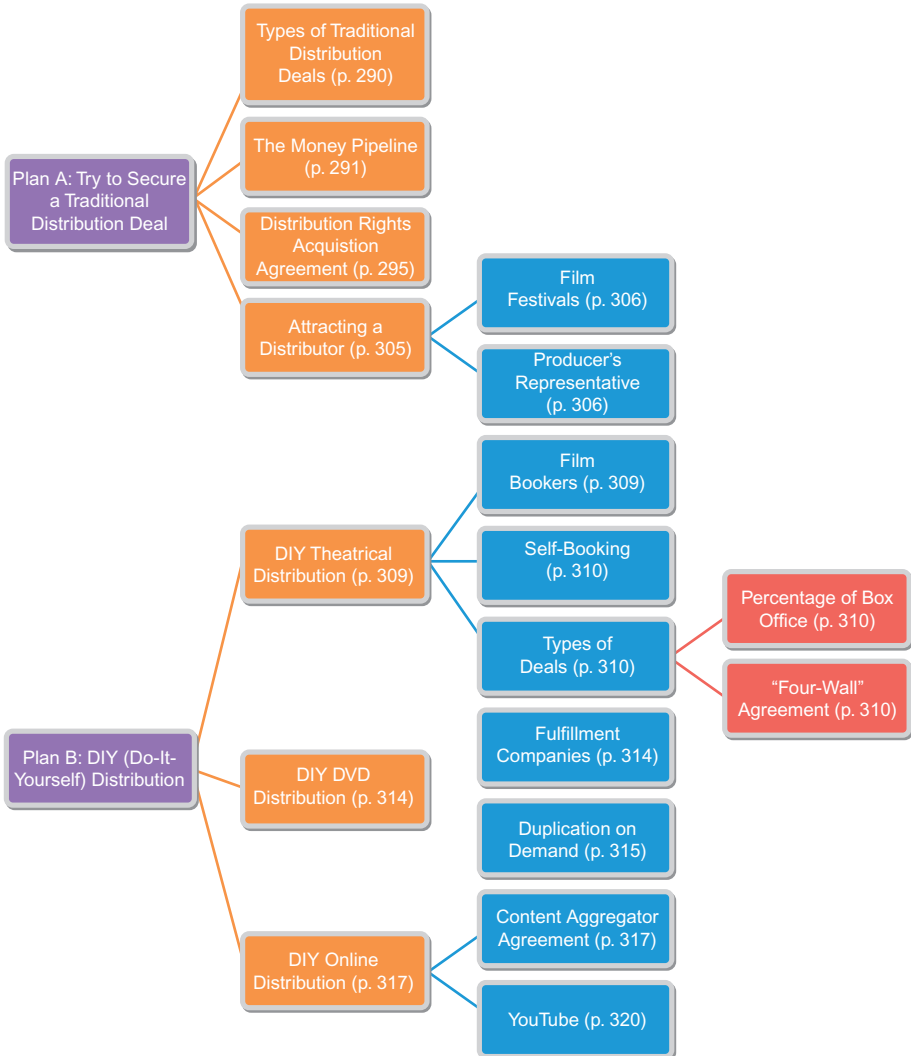 Types of Traditional
Distribution
Deals (p. 290)
The Money Pipeline
(p. 291)
Plan A: Try to Secure
a Traditional
Distribution Deal
Distribution Rights
Acquistion
Agreement (p. 295)
Attracting a
Distributor (p. 305)
Film
Festivals (p. 306)
Producer's
Representative
(p. 306)
Film
Bookers (p. 309)
DIY Theatrical
Distribution (p. 309)
Self-Booking
(p. 310)
Types of
Deals (p. 310)
Percentage of Box
Office (p. 310)
“Four-Wall”
Agreement (p. 310)
Plan B: DIY (Do-It-
Yourself) Distribution
DIY DVD
Distribution (p. 314)
Fulfillment
Companies (p. 314)
Duplication on
Demand (p. 315)
DIY Online
Distribution (p. 317)
Content Aggregator
Agreement (p. 317)
YouTube (p. 320)